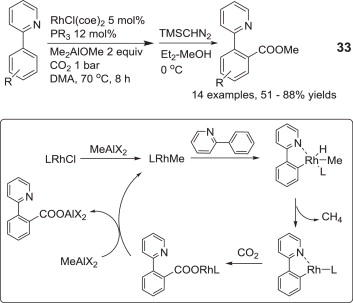 RhCl(coe)₂ 5 mol%
PR₃ 12 mol%
Me₂AlOMe 2 equiv
CO₂ 1 bar
DMA, 70 °C, 8 h
TMSCHN₂
Et₂-MeOH
0 °C
N
R
N
COOMe
R
33
14 examples, 51 - 88% yields
LRhCl
MeAlX₂
LRhMe
N
N
H
Rh
Me
L
CH₄
N
COOAlX₂
MeAlX₂
N
COORhL
CO₂
N
Rh
L